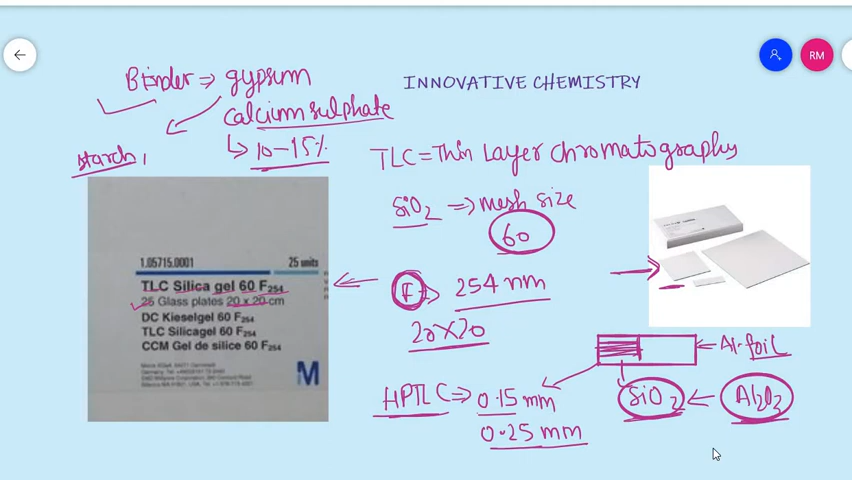 Binder ⇒ gypsum
INNOVATIVE CHEMISTRY
RM
calcium sulphate
↳ 10-15%
starch,
TLC = Thin Layer chromatography
SiO2 ⇒ mesh size
60
1.05715.0001 25 units
TLC Silica gel 60 F254
25 Glass plates 20 x 20 cm
DC Kieselgel 60 F254
TLC Silicagel 60 F254
CCM Gel de silice 60 F254
M
F ⇒ 254 nm
20×20
Al-foil
HPTLC ⇒ 0.15 mm
0.25 mm
SiO2 ← Al2O3